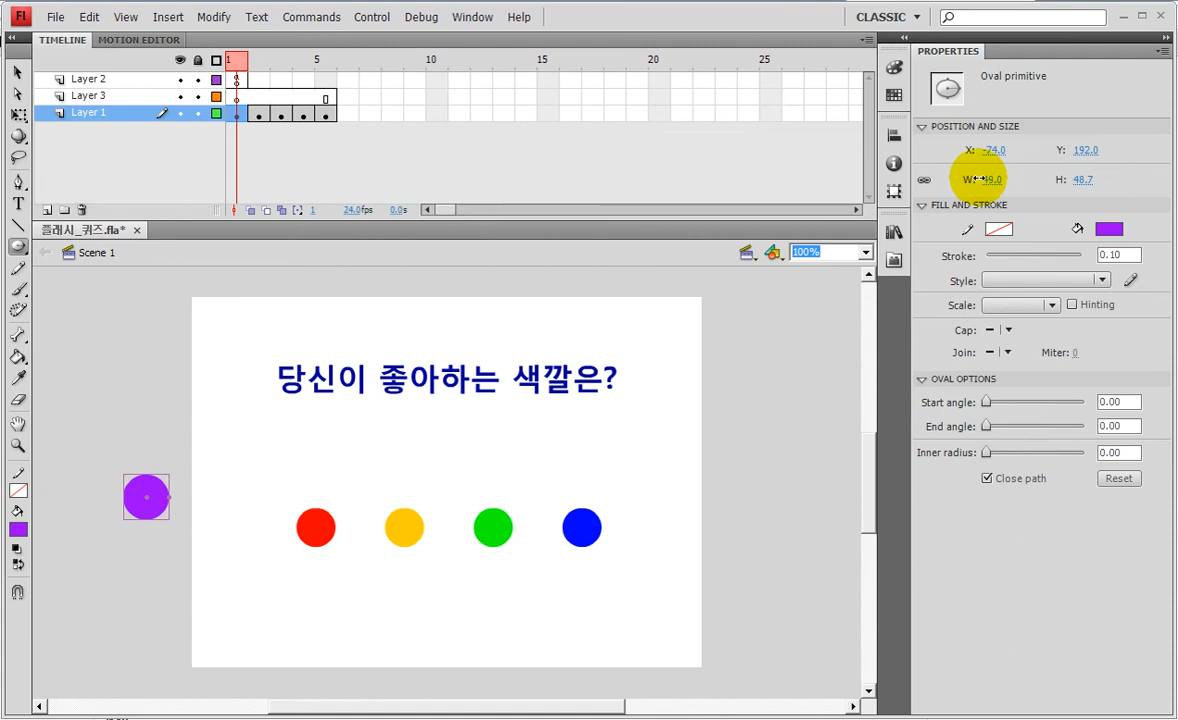 Fl File Edit View Insert Modify Text Commands Control Debug Window Help CLASSIC
TIMELINE MOTION EDITOR
PROPERTIES
1 5 10 15 20 25
Layer 2
Layer 3
Layer 1
1 24.0fps 0.0s
플래시_퀴즈.fla*
Scene 1
100%
당신이 좋아하는 색깔은?
Oval primitive
POSITION AND SIZE
X: -74.0 Y: 192.0
W: 49.0 H: 48.7
FILL AND STROKE
Stroke: 0.10
Style:
Scale: Hinting
Cap:
Join: Miter: 0
OVAL OPTIONS
Start angle: 0.00
End angle: 0.00
Inner radius: 0.00
Close path Reset